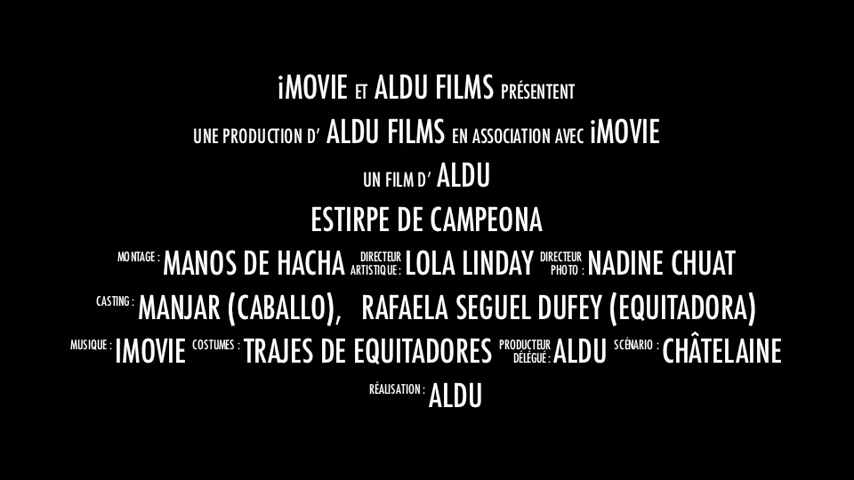 iMOVIE ET ALDU FILMS PRÉSENTENT
UNE PRODUCTION D' ALDU FILMS EN ASSOCIATION AVEC iMOVIE
UN FILM D' ALDU
ESTIRPE DE CAMPEONA
MONTAGE : MANOS DE HACHA DIRECTEUR ARTISTIQUE : LOLA LINDAY DIRECTEUR PHOTO : NADINE CHUAT
CASTING : MANJAR (CABALLO), RAFAELA SEGUEL DUFEY (EQUITADORA)
MUSIQUE : IMOVIE COSTUMES : TRAJES DE EQUITADORES PRODUCTEUR DÉLÉGUÉ : ALDU SCÉNARIO : CHÂTELAINE
RÉALISATION : ALDU